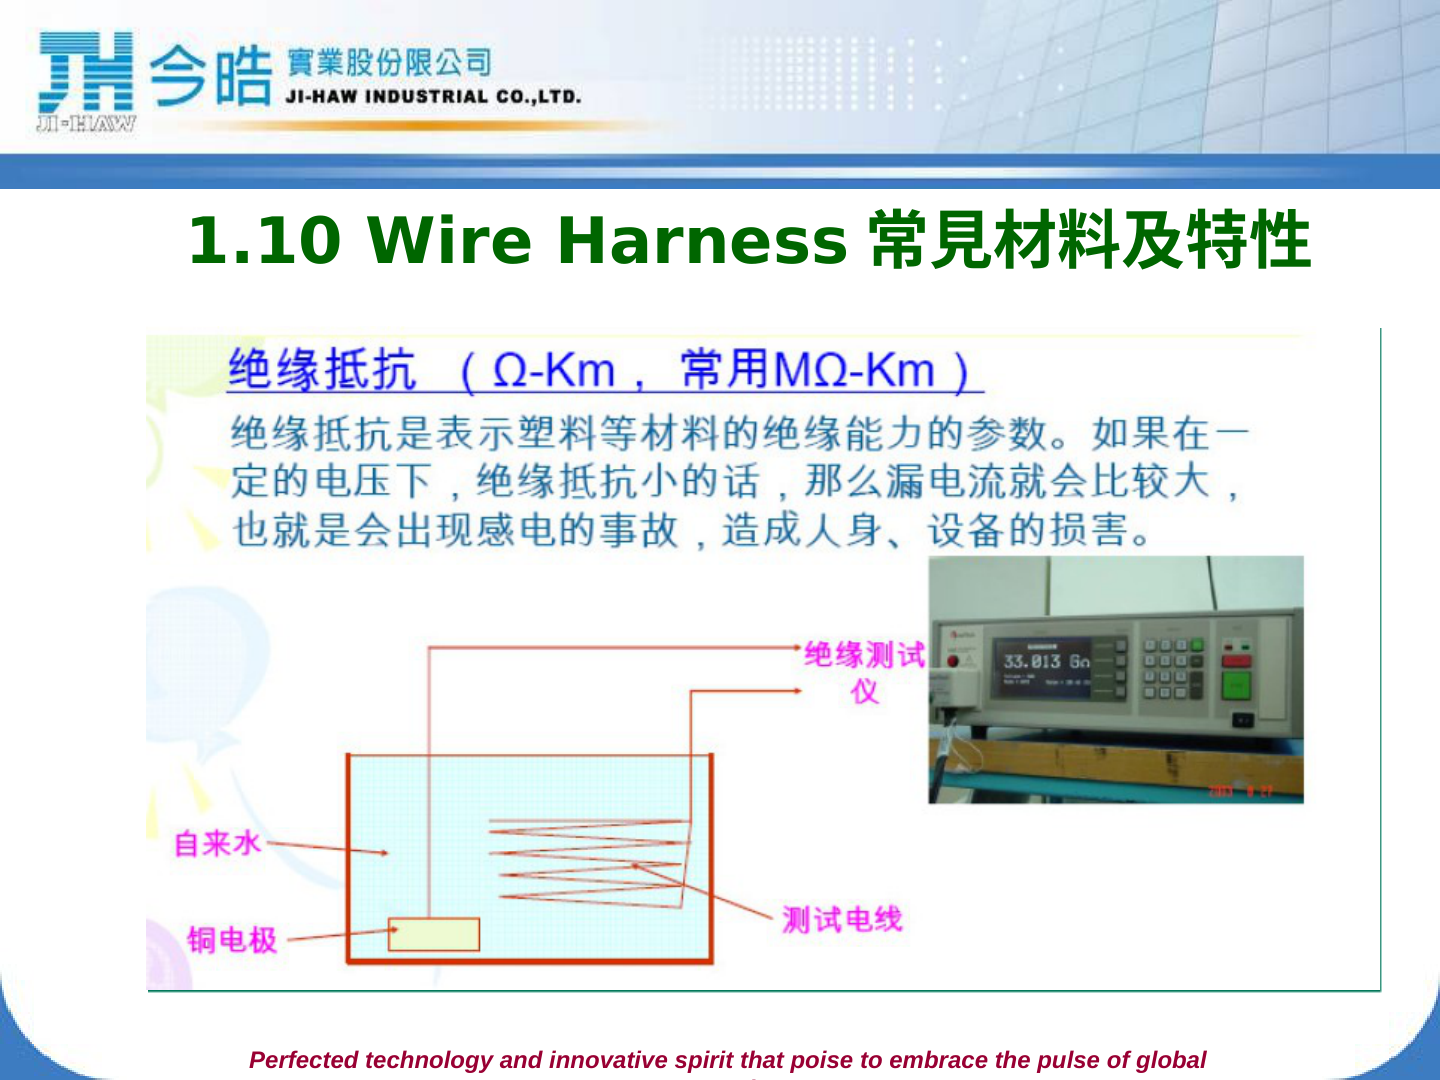 今皓 實業股份限公司
JI-HAW INDUSTRIAL CO.,LTD.
JI-HAW
1.10 Wire Harness 常見材料及特性
绝缘抵抗 （Ω-Km， 常用MΩ-Km）
绝缘抵抗是表示塑料等材料的绝缘能力的参数。如果在一
定的电压下，绝缘抵抗小的话，那么漏电流就会比较大，
也就是会出现感电的事故，造成人身、设备的损害。
绝缘测试
仪
33.013 GΩ
自来水
铜电极
测试电线
Perfected technology and innovative spirit that poise to embrace the pulse of global